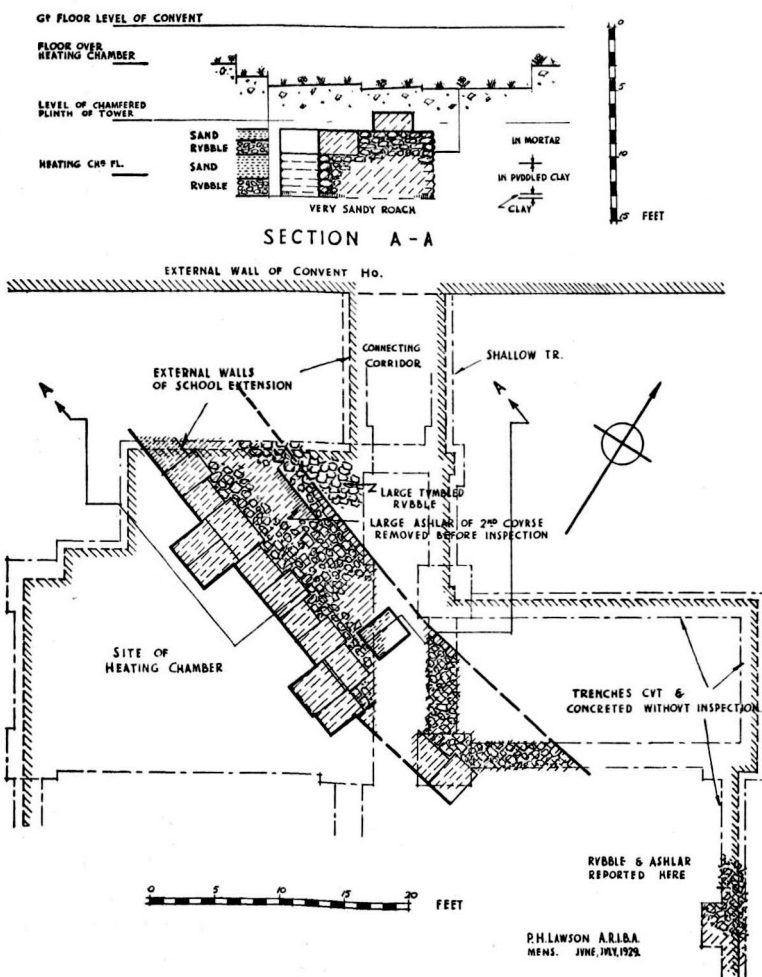 Gᴰ FLOOR LEVEL OF CONVENT
FLOOR OVER
HEATING CHAMBER
LEVEL OF CHAMFERED
PLINTH OF TOWER
SAND
RVBBLE
HEATING CHᴿ FL.
SAND
RVBBLE
IN MORTAR
IN PVDDLED CLAY
CLAY
VERY SANDY ROACH
0
5
10
15 FEET
SECTION A-A
EXTERNAL WALL OF CONVENT HO.
CONNECTING
CORRIDOR
SHALLOW TR.
EXTERNAL WALLS
OF SCHOOL EXTENSION
A
A
LARGE TVMBLED
RVBBLE
LARGE ASHLAR OF 2ᴺᴰ COVRSE
REMOVED BEFORE INSPECTION
SITE OF
HEATING CHAMBER
TRENCHES CVT &
CONCRETED WITHOVT INSPECTION
RVBBLE & ASHLAR
REPORTED HERE
0 5 10 15 20
FEET
P.H.LAWSON A.R.I.B.A.
MENS. JVNE, JVLY, 1929.